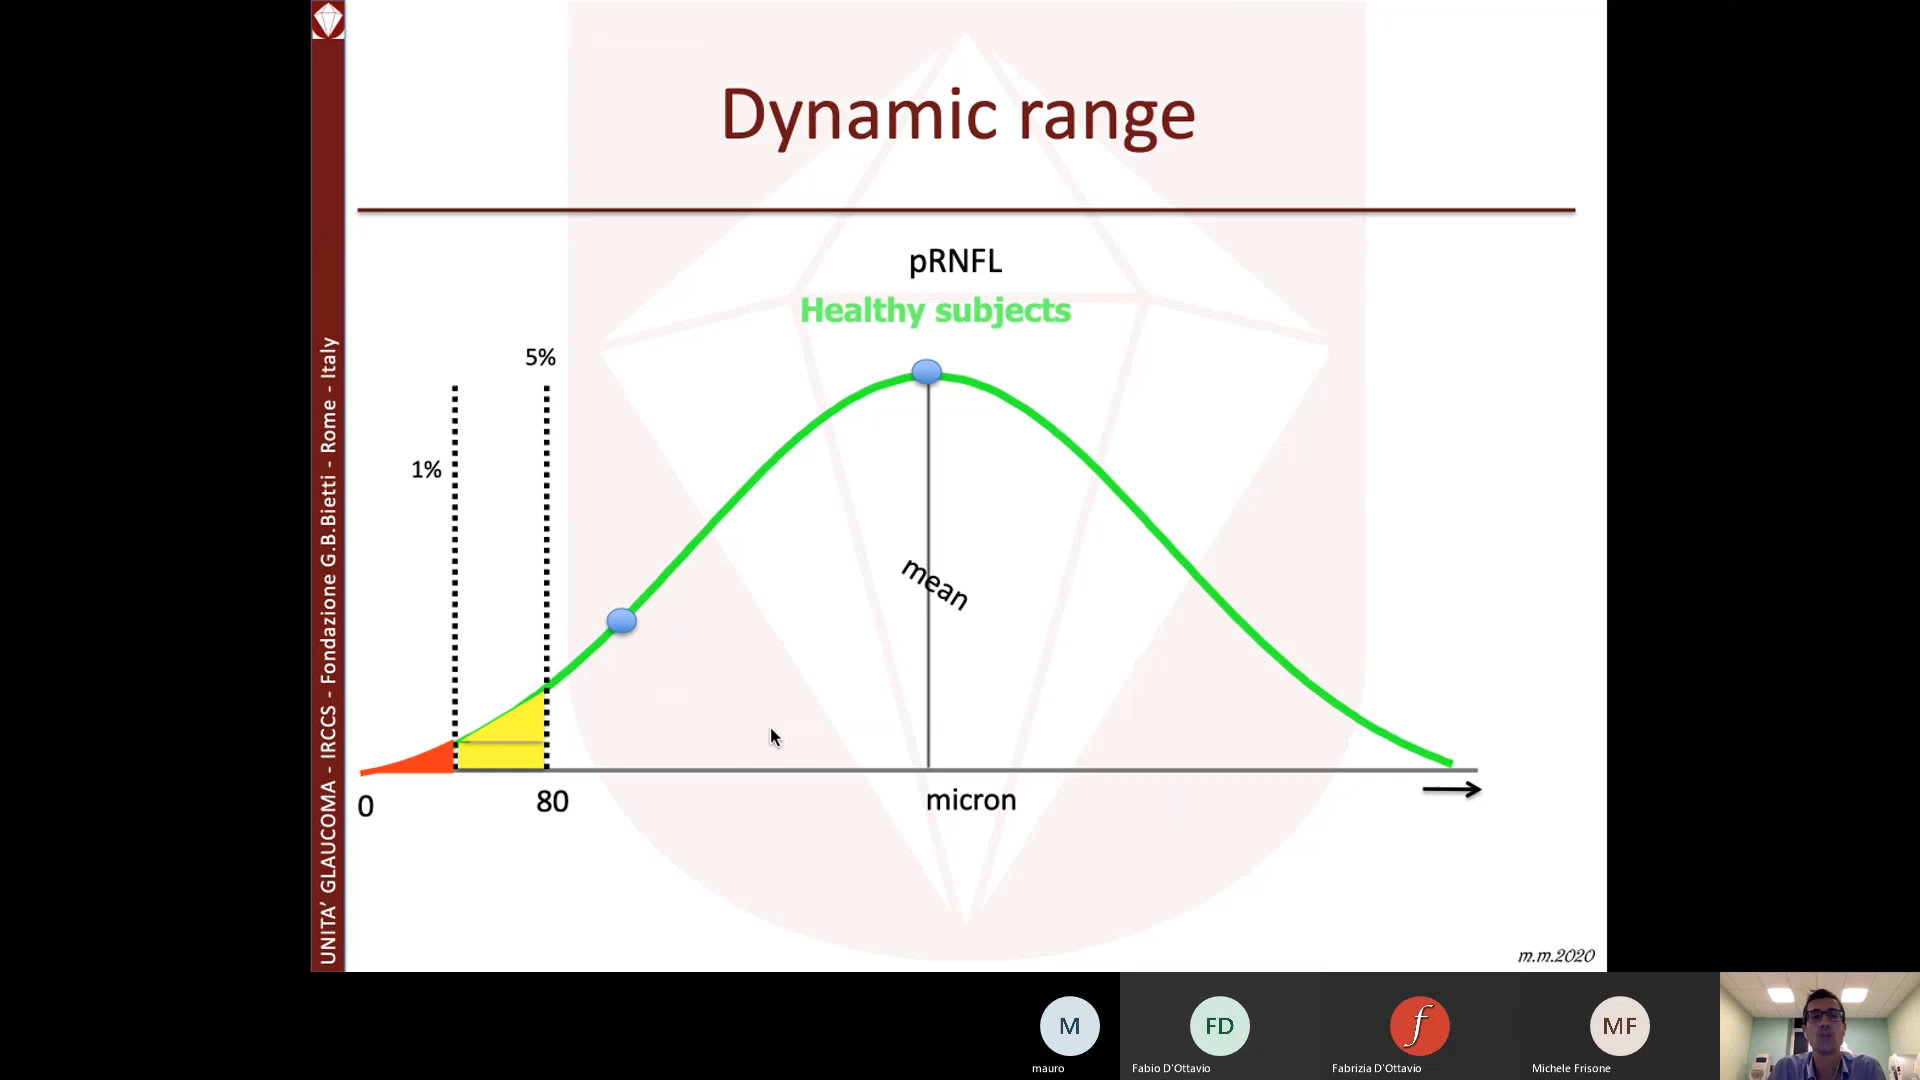 Dynamic range
pRNFL
Healthy subjects
5%
1%
mean
0
80
micron
UNITA’ GLAUCOMA - IRCCS - Fondazione G.B.Bietti - Rome - Italy
m.m.2020
M
FD
f
MF
mauro
Fabio D'Ottavio
Fabrizia D'Ottavio
Michele Frisone